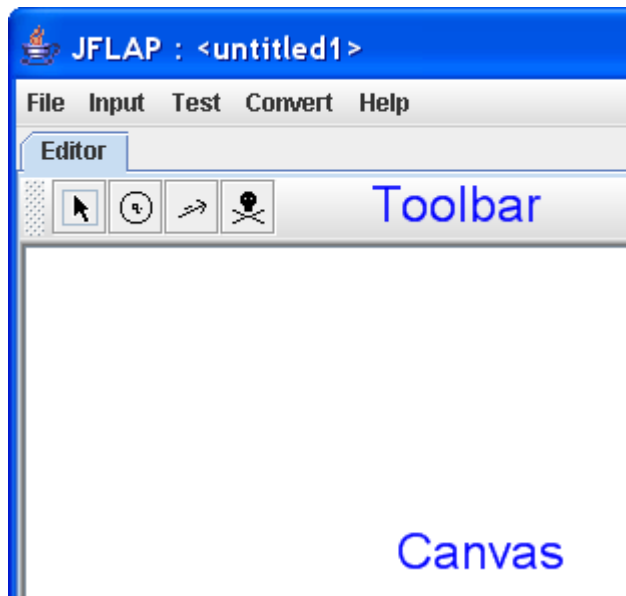 JFLAP : <untitled1>
File Input Test Convert Help
Editor
q Toolbar
Canvas